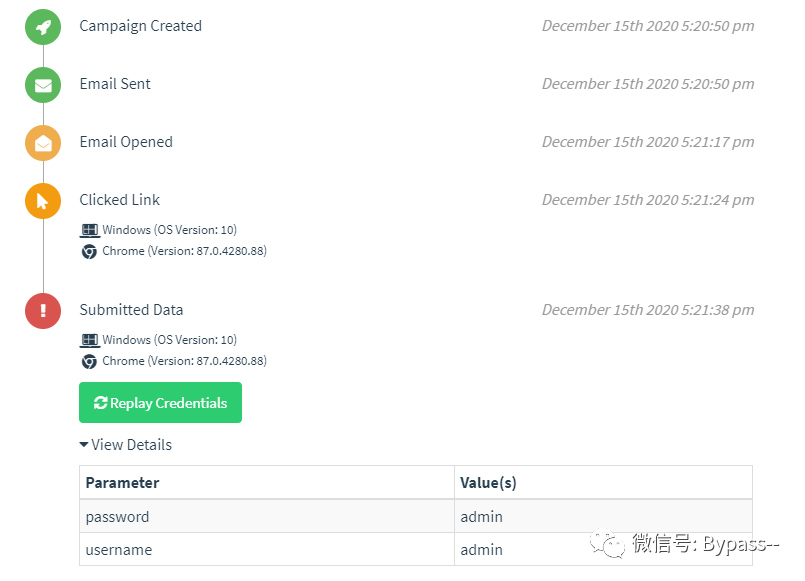 Campaign Created December 15th 2020 5:20:50 pm
Email Sent December 15th 2020 5:20:50 pm
Email Opened December 15th 2020 5:21:17 pm
Clicked Link December 15th 2020 5:21:24 pm
Windows (OS Version: 10)
Chrome (Version: 87.0.4280.88)
Submitted Data December 15th 2020 5:21:38 pm
Windows (OS Version: 10)
Chrome (Version: 87.0.4280.88)
Replay Credentials
View Details
Parameter Value(s)
password admin
username admin
微信号: Bypass--